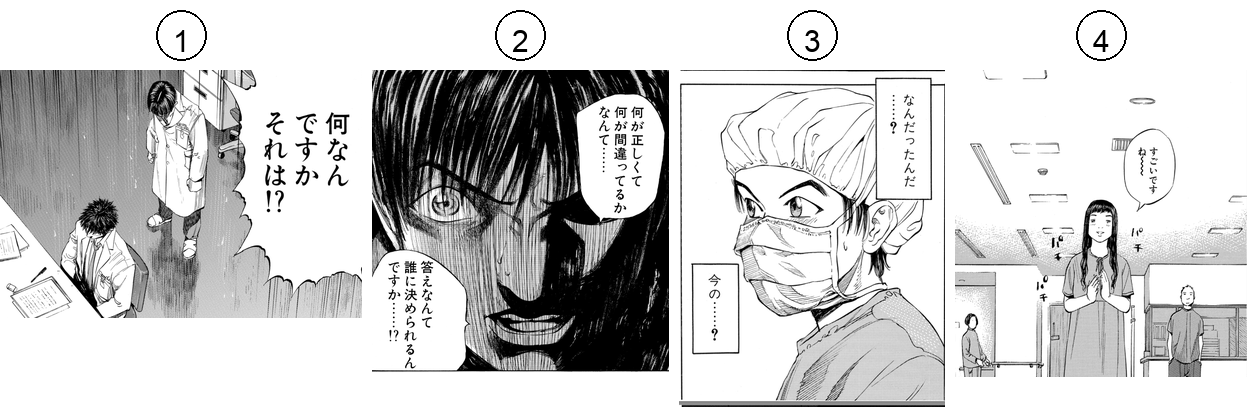 1
何なん
ですか
それは!?
2
何が正しくて
何が間違ってるか
なんて……
答えなんて
誰に決められるん
ですか……!?
3
なんだったんだ
……?
今の…?
4
すごいです
ね〜〜
パチ
パチ